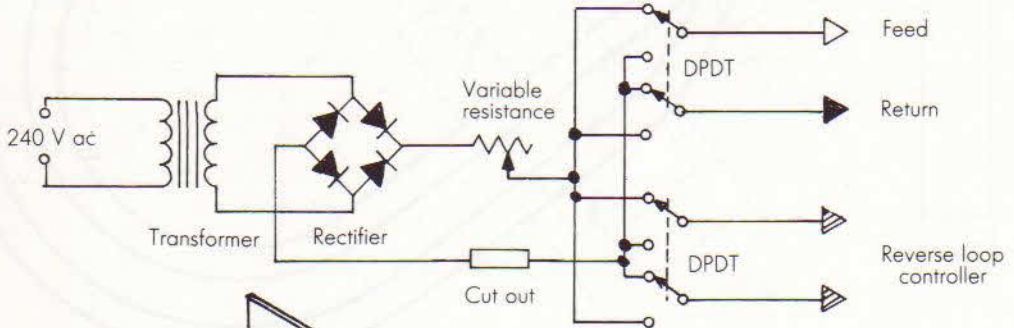 Feed
DPDT
Variable
resistance
Return
240 V ac
Transformer
Rectifier
Cut out
DPDT
Reverse loop
controller